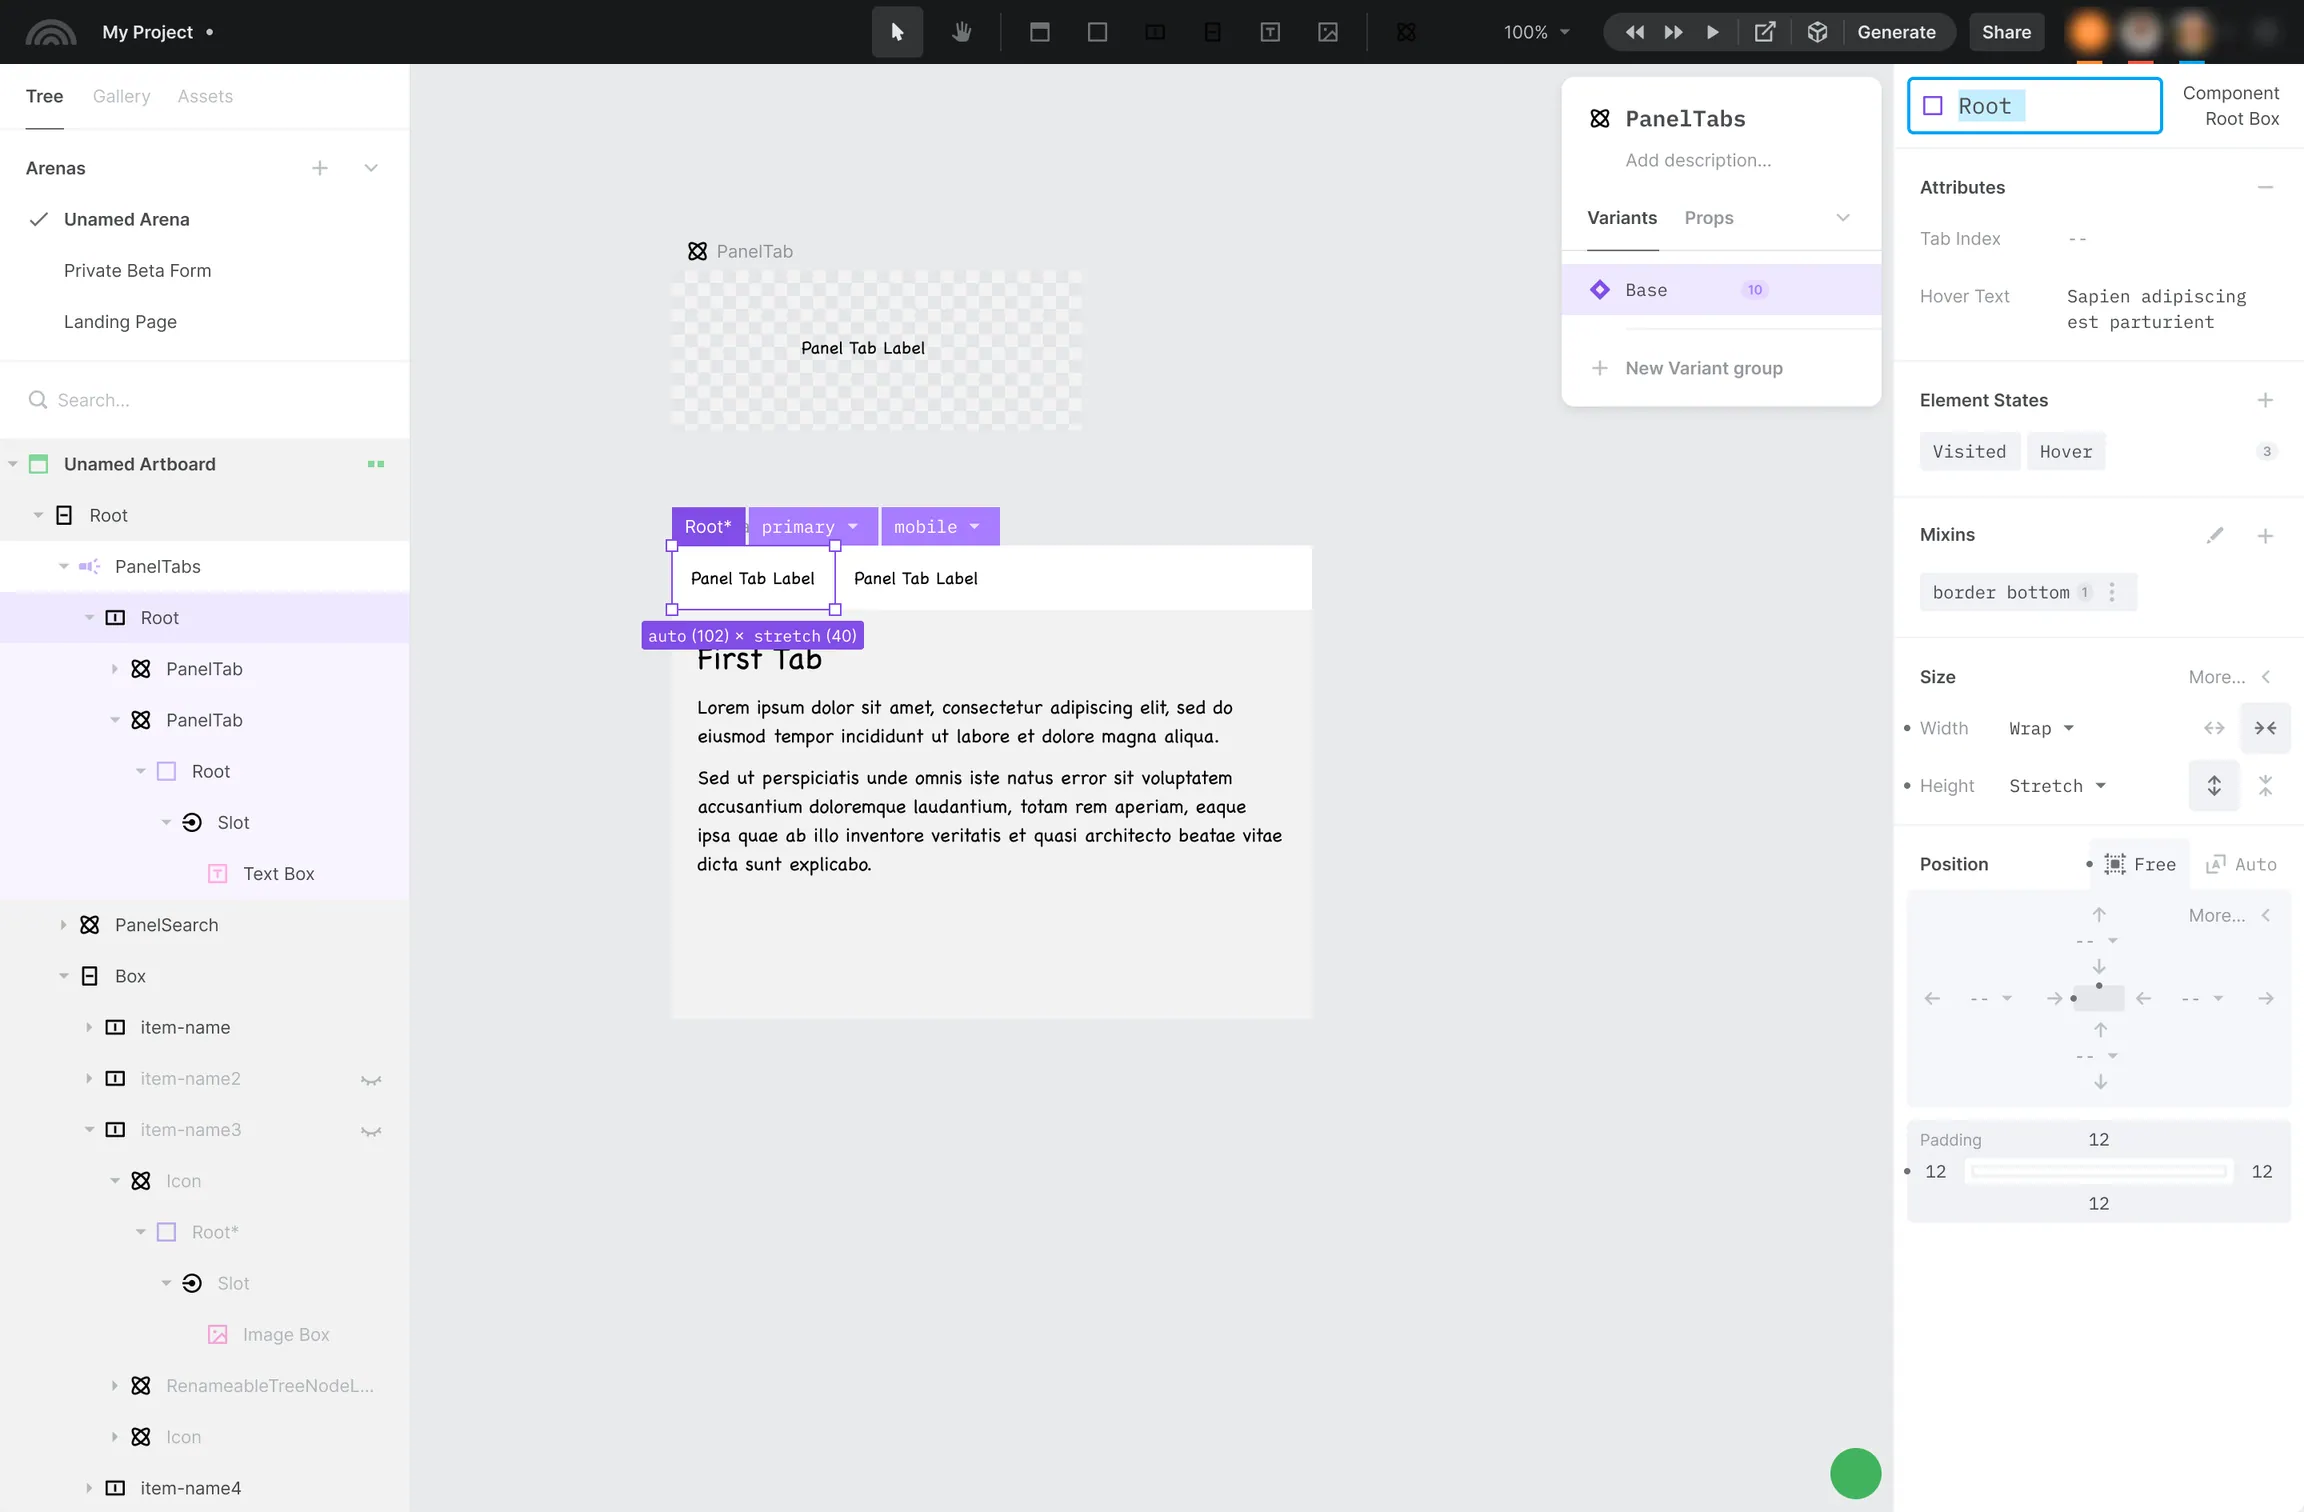 My Project
100%
Generate
Share
Tree
Gallery
Assets
Arenas
Unamed Arena
Private Beta Form
Landing Page
Search...
Unamed Artboard
Root
PanelTabs
Root
PanelTab
PanelTab
Root
Slot
Text Box
PanelSearch
Box
item-name
item-name2
item-name3
Icon
Root*
Slot
Image Box
RenameableTreeNodeL...
Icon
item-name4
PanelTab
Panel Tab Label
Root*
primary
mobile
Panel Tab Label
Panel Tab Label
auto (102) × stretch (40)
First Tab
Lorem ipsum dolor sit amet, consectetur adipiscing elit, sed do
eiusmod tempor incididunt ut labore et dolore magna aliqua.
Sed ut perspiciatis unde omnis iste natus error sit voluptatem
accusantium doloremque laudantium, totam rem aperiam, eaque
ipsa quae ab illo inventore veritatis et quasi architecto beatae vitae
dicta sunt explicabo.
PanelTabs
Add description...
Variants
Props
Base
10
New Variant group
Root
Component
Root Box
Attributes
Tab Index
--
Hover Text
Sapien adipiscing
est parturient
Element States
Visited
Hover
3
Mixins
border bottom 1
Size
More...
Width
Wrap
Height
Stretch
Position
Free
Auto
More...
--
--
--
--
Padding
12
12
12
12